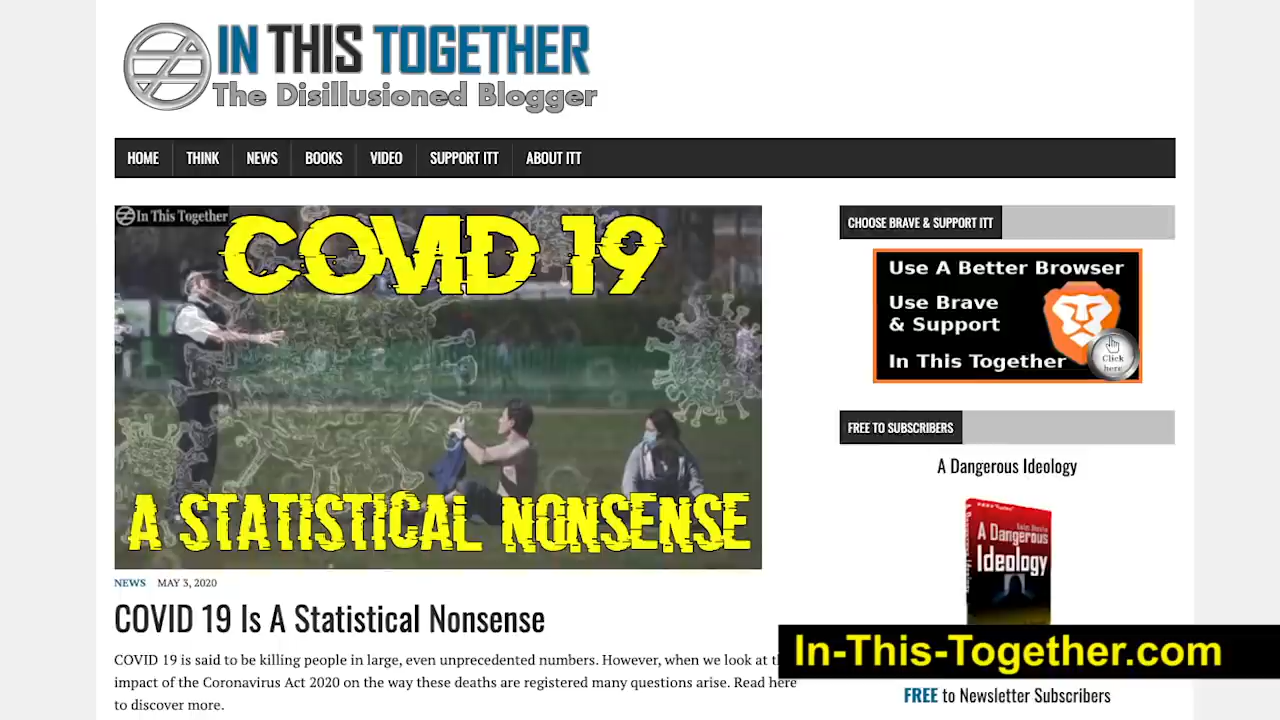 IN THIS TOGETHER
The Disillusioned Blogger
HOME THINK NEWS BOOKS VIDEO SUPPORT ITT ABOUT ITT
In This Together
COVID 19
A STATISTICAL NONSENSE
NEWS MAY 3, 2020
COVID 19 Is A Statistical Nonsense
COVID 19 is said to be killing people in large, even unprecedented numbers. However, when we look at
impact of the Coronavirus Act 2020 on the way these deaths are registered many questions arise. Read here
to discover more.
CHOOSE BRAVE & SUPPORT ITT
Use A Better Browser
Use Brave
& Support
In This Together
Click
here
FREE TO SUBSCRIBERS
A Dangerous Ideology
A Dangerous
Ideology
In-This-Together.com
FREE to Newsletter Subscribers